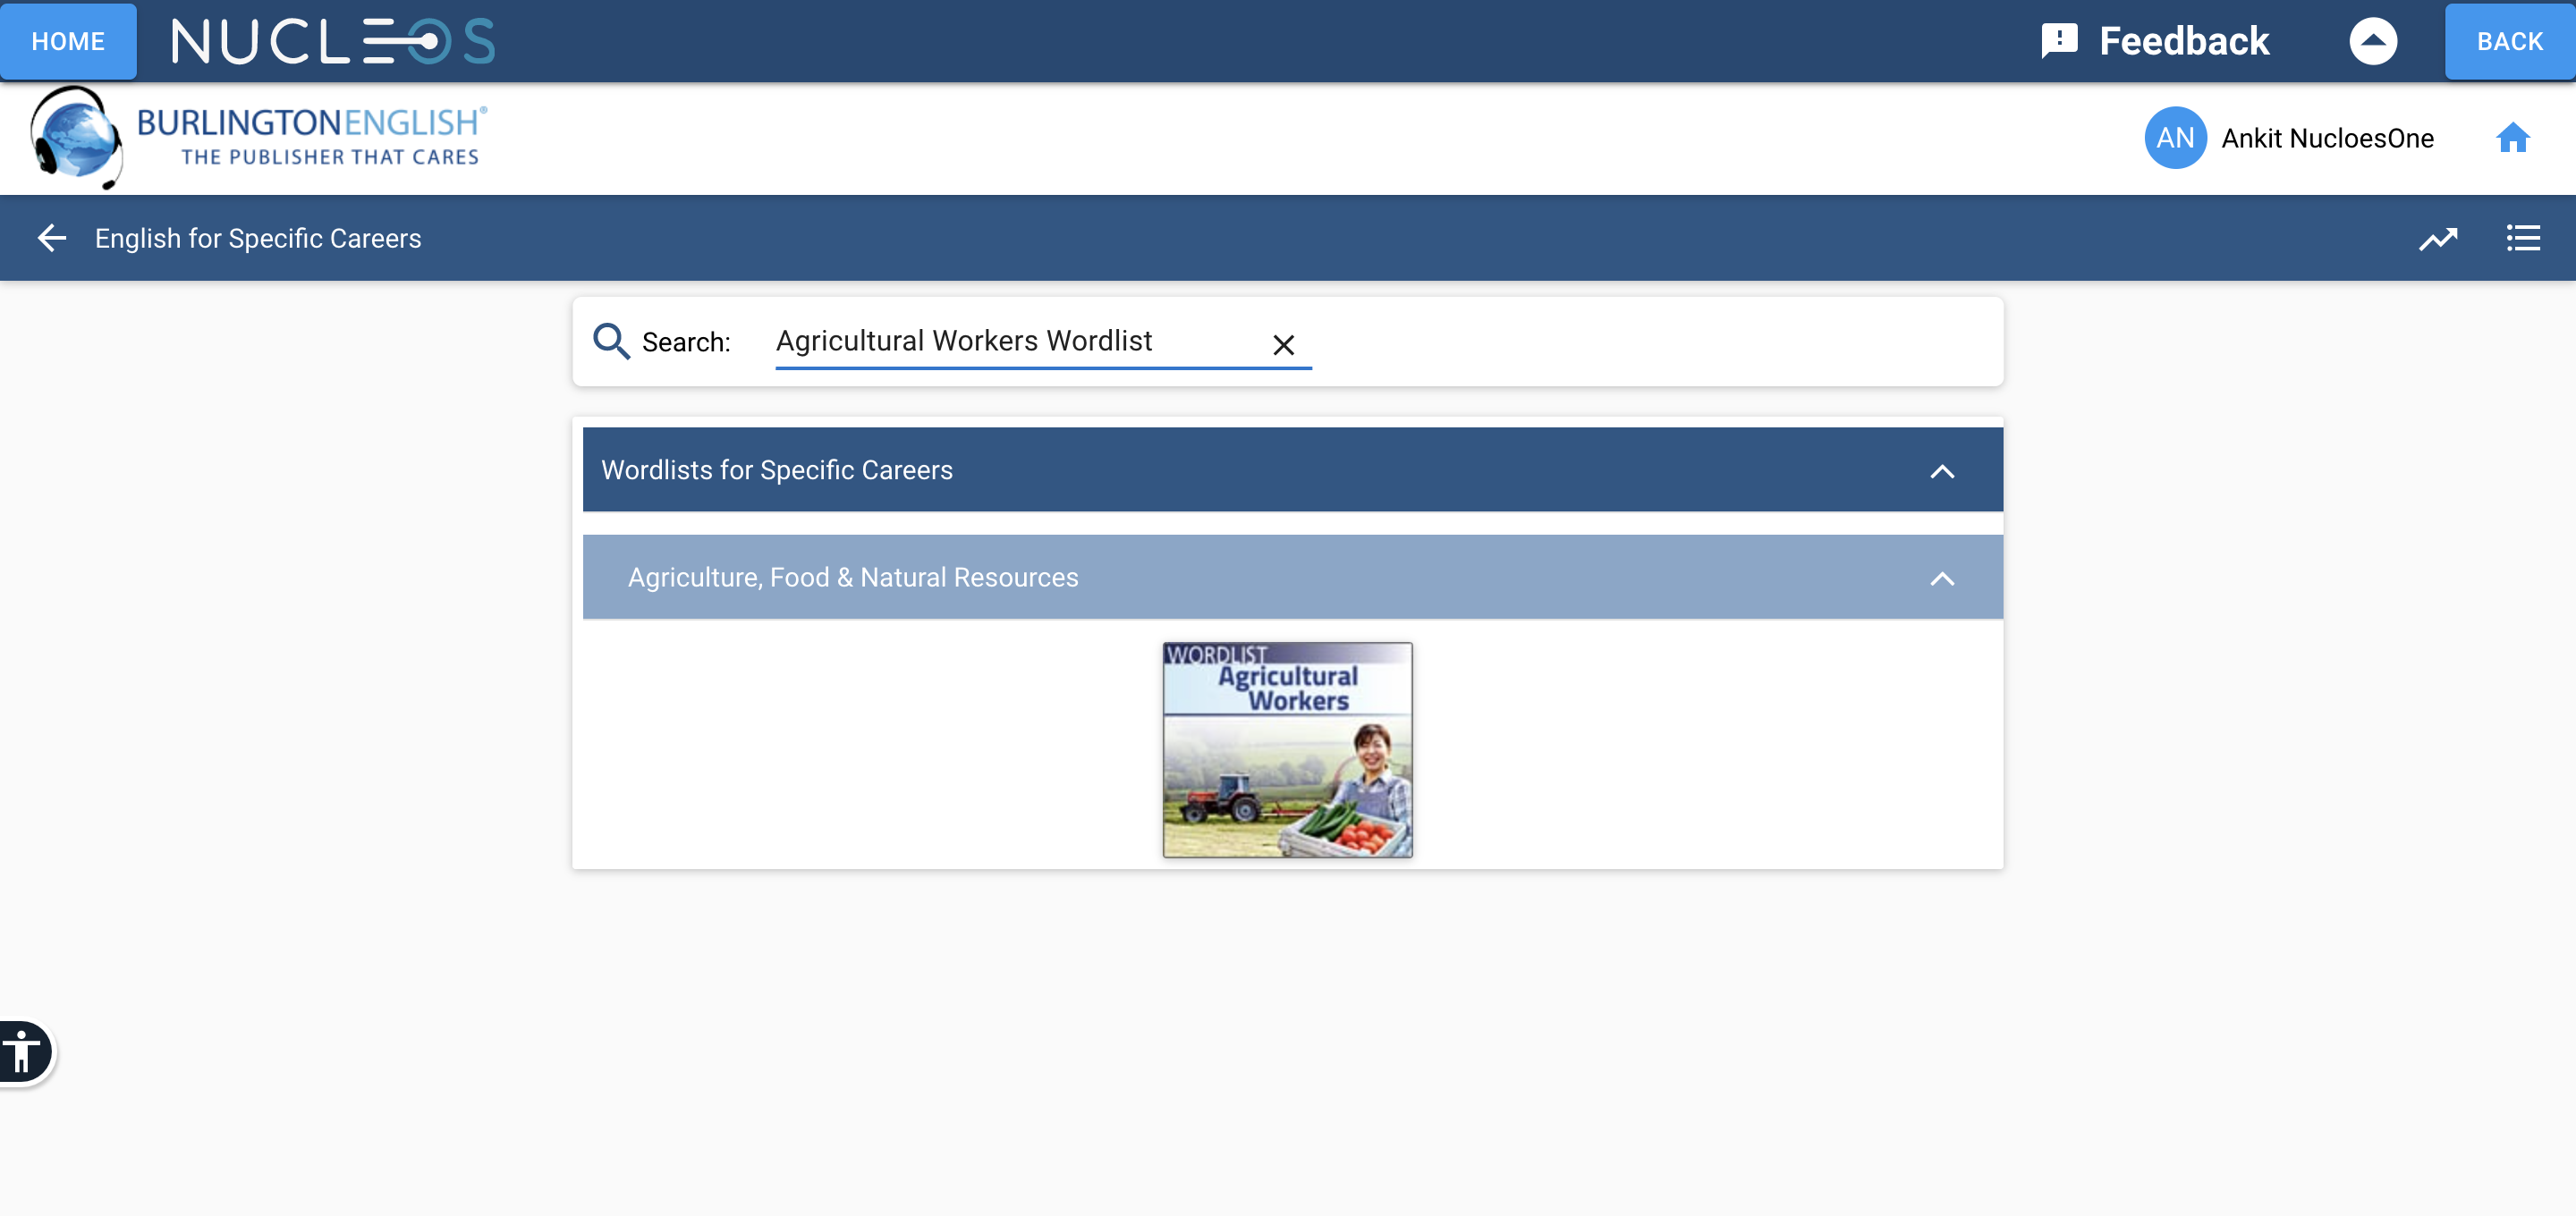 HOME
NUCLEOS
Feedback
BACK
BURLINGTONENGLISH®
THE PUBLISHER THAT CARES
AN
Ankit NucloesOne
English for Specific Careers
Search:
Agricultural Workers Wordlist
Wordlists for Specific Careers
Agriculture, Food & Natural Resources
WORDLIST
Agricultural
Workers